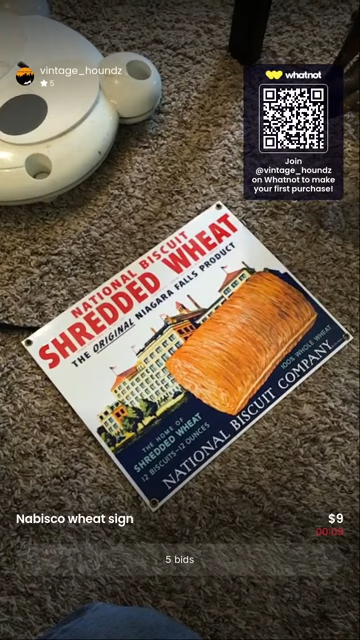 vintage_houndz
5
whatnot
Join
@vintage_houndz
on Whatnot to make
your first purchase!
NATIONAL BISCUIT
SHREDDED WHEAT
THE ORIGINAL NIAGARA FALLS PRODUCT
THE HOME OF
SHREDDED WHEAT
12 BISCUITS-12 OUNCES
100% WHOLE WHEAT
NATIONAL BISCUIT COMPANY
Nabisco wheat sign
$9
00:09
5 bids